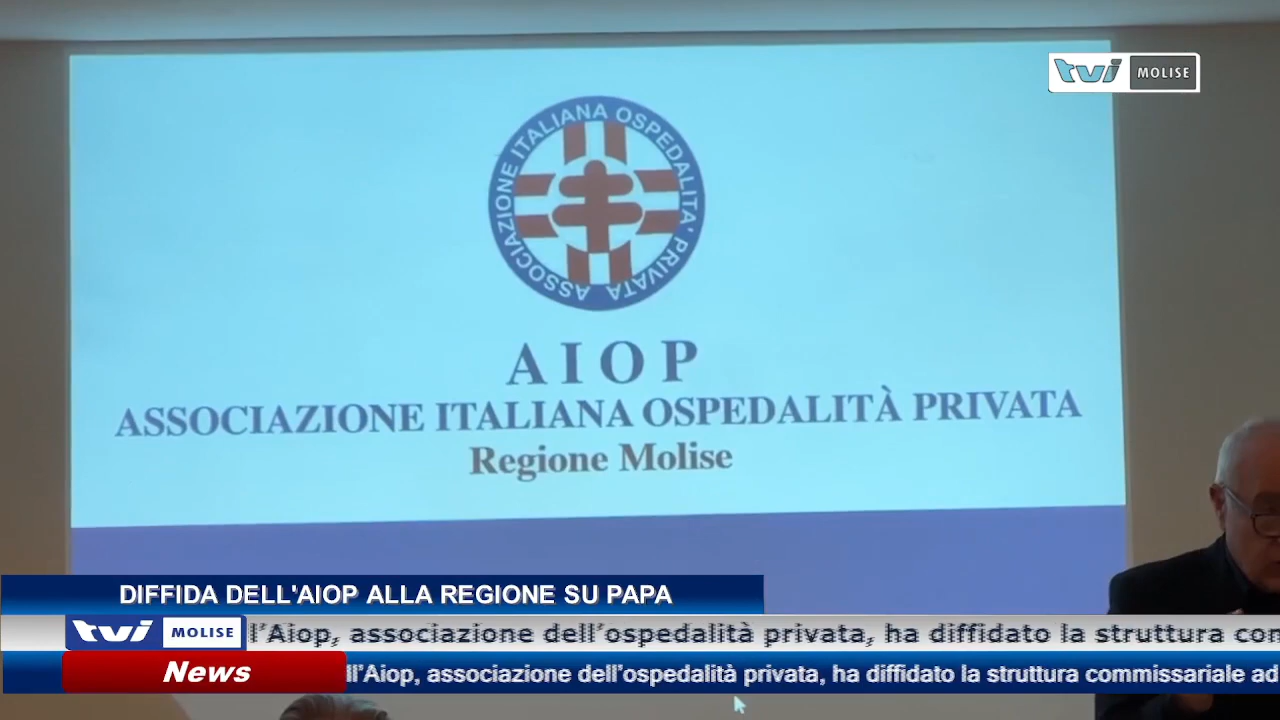 tvi MOLISE
ASSOCIAZIONE ITALIANA OSPEDALITA' PRIVATA
A I O P
ASSOCIAZIONE ITALIANA OSPEDALITÀ PRIVATA
Regione Molise
DIFFIDA DELL'AIOP ALLA REGIONE SU PAPA
tvi MOLISE l’Aiop, associazione dell’ospedalità privata, ha diffidato la struttura con
News ll’Aiop, associazione dell’ospedalità privata, ha diffidato la struttura commissariale ad